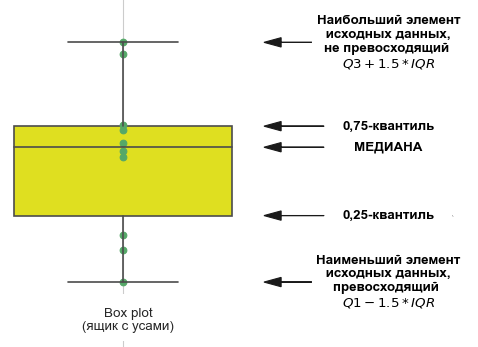 Наибольший элемент
исходных данных,
не превосходящий
Q3 + 1.5 * IQR
0,75-квантиль
МЕДИАНА
0,25-квантиль
Наименьший элемент
исходных данных,
превосходящий
Q1 − 1.5 * IQR
Box plot
(ящик с усами)